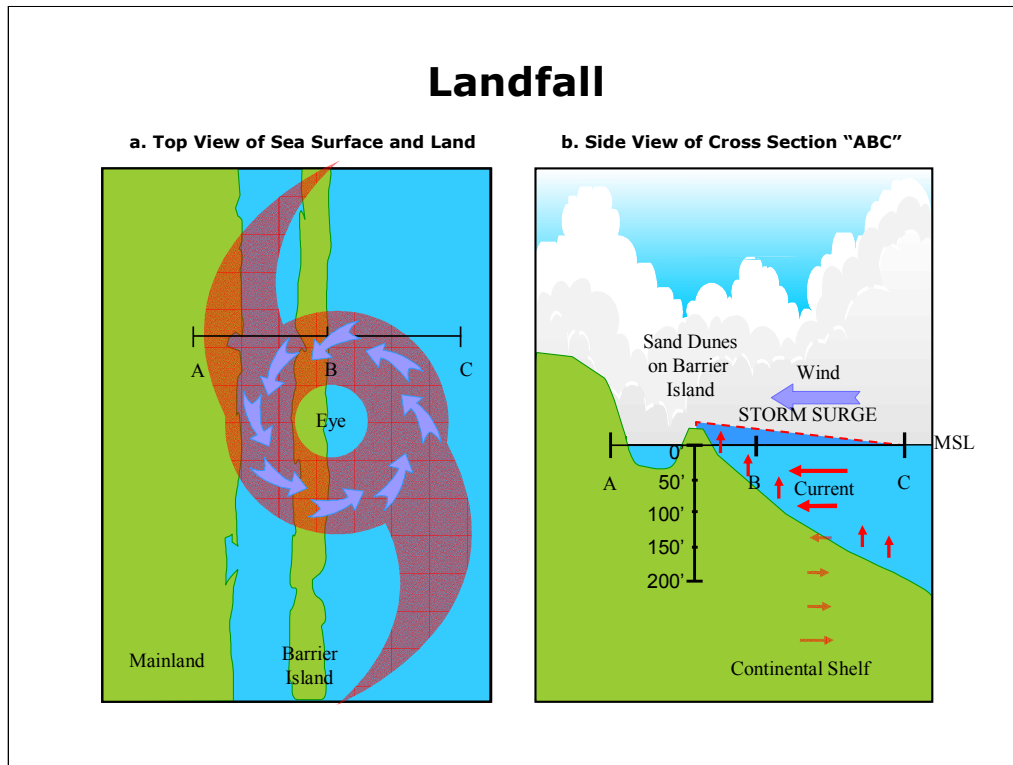 Landfall
a. Top View of Sea Surface and Land
A
B
C
Eye
Mainland
Barrier
Island
b. Side View of Cross Section “ABC”
Sand Dunes
on Barrier
Island
Wind
STORM SURGE
MSL
0’
A
B
C
50’
Current
100’
150’
200’
Continental Shelf